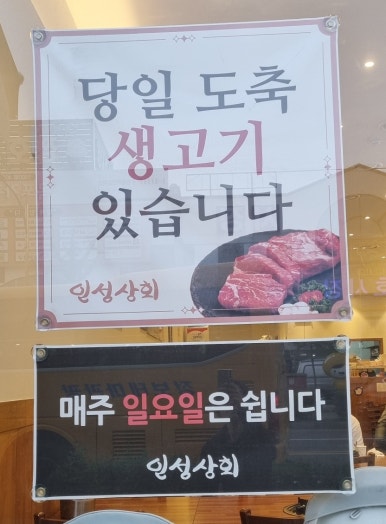 당일 도축
생고기
있습니다
인성상회
매주 일요일은 쉽니다
인성상회